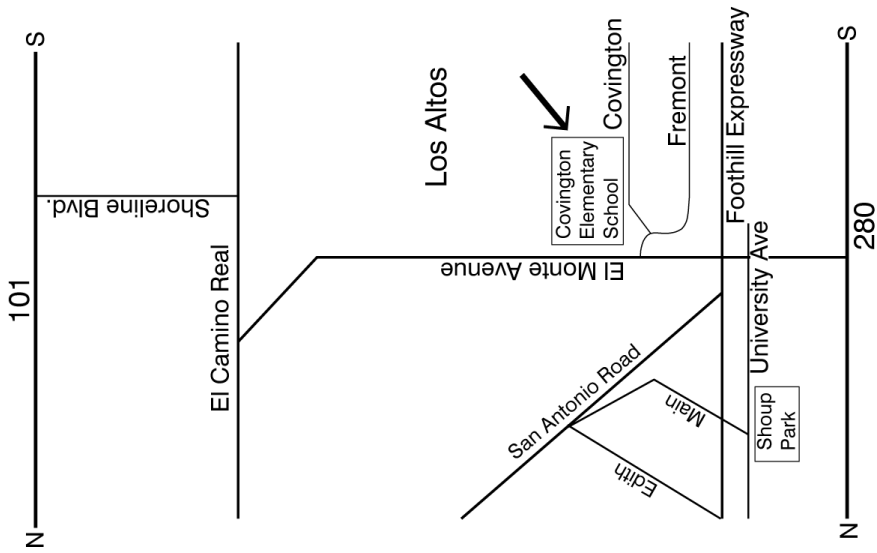 S
S
101
Shoreline Blvd.
El Camino Real
Los Altos
El Monte Avenue
Covington
Elementary
School
Covington
Fremont
Foothill Expressway
University Ave
280
San Antonio Road
Main
Edith
Shoup
Park
N
N